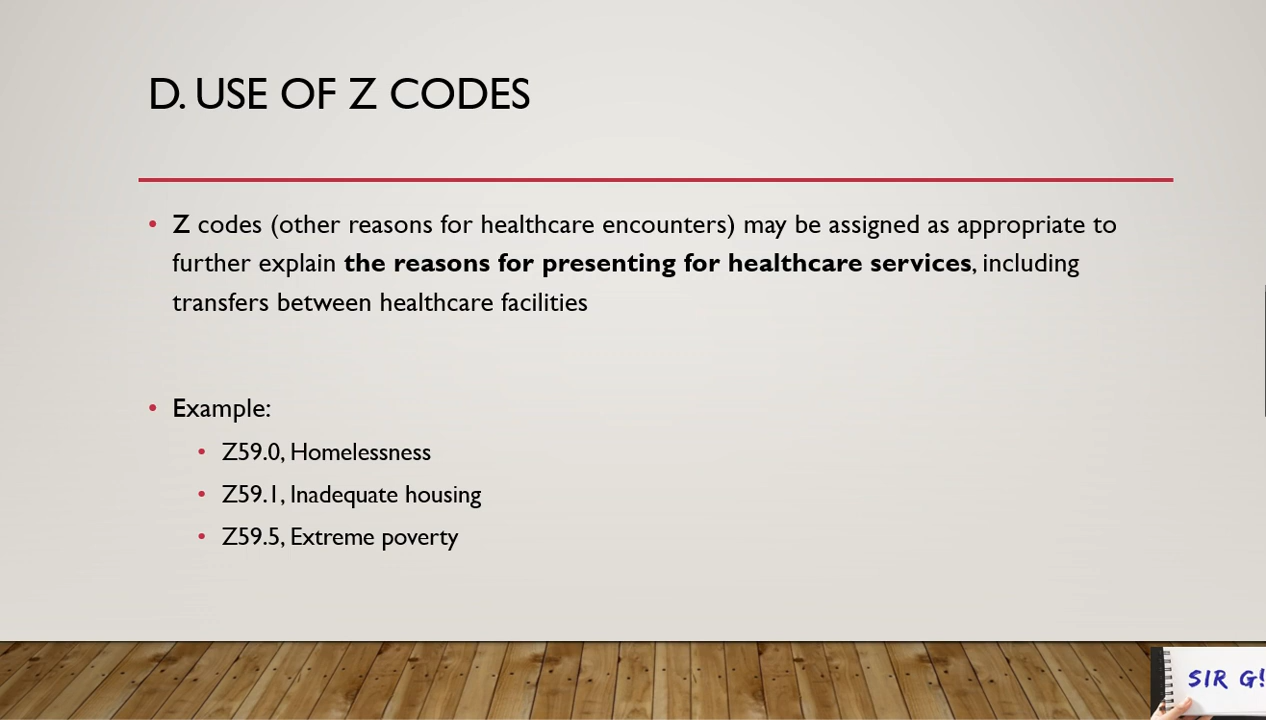 D. USE OF Z CODES
• Z codes (other reasons for healthcare encounters) may be assigned as appropriate to
further explain the reasons for presenting for healthcare services, including
transfers between healthcare facilities
• Example:
• Z59.0, Homelessness
• Z59.1, Inadequate housing
• Z59.5, Extreme poverty
SIR G!